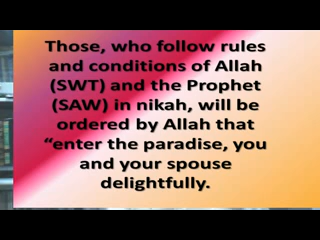 Those, who follow rules
and conditions of Allah
(SWT) and the Prophet
(SAW) in nikah, will be
ordered by Allah that
“enter the paradise, you
and your spouse
delightfully.